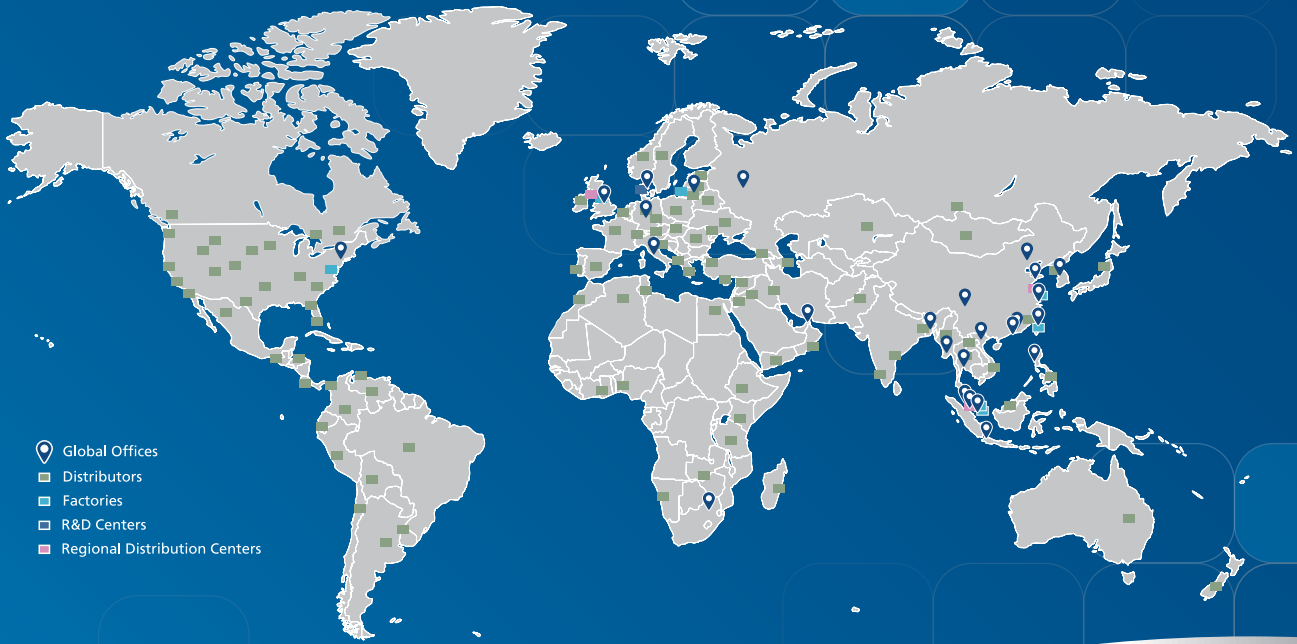 Global Offices
Distributors
Factories
R&D Centers
Regional Distribution Centers